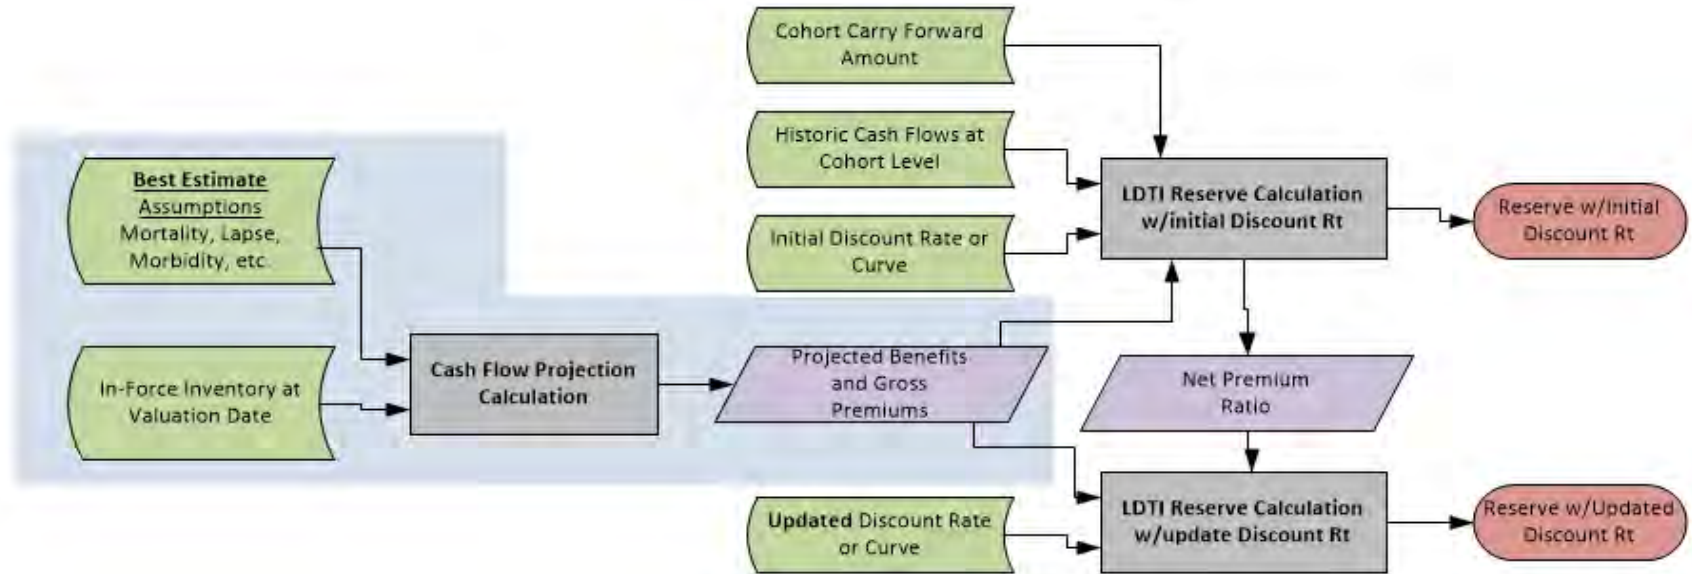 Cohort Carry Forward
Amount
Historic Cash Flows at
Cohort Level
Initial Discount Rate or
Curve
Best Estimate
Assumptions
Mortality, Lapse,
Morbidity, etc
In-Force Inventory at
Valuation Date
Cash Flow Projection
Calculation
Projected Benefits
and Gross
Premiums
LDTI Reserve Calculation
w/initial Discount Rt
Reserve w/Initial
Discount Rt
Net Premium
Ratio
Updated Discount Rate
or Curve
LDTI Reserve Calculation
w/update Discount Rt
Reserve w/Updated
Discount Rt